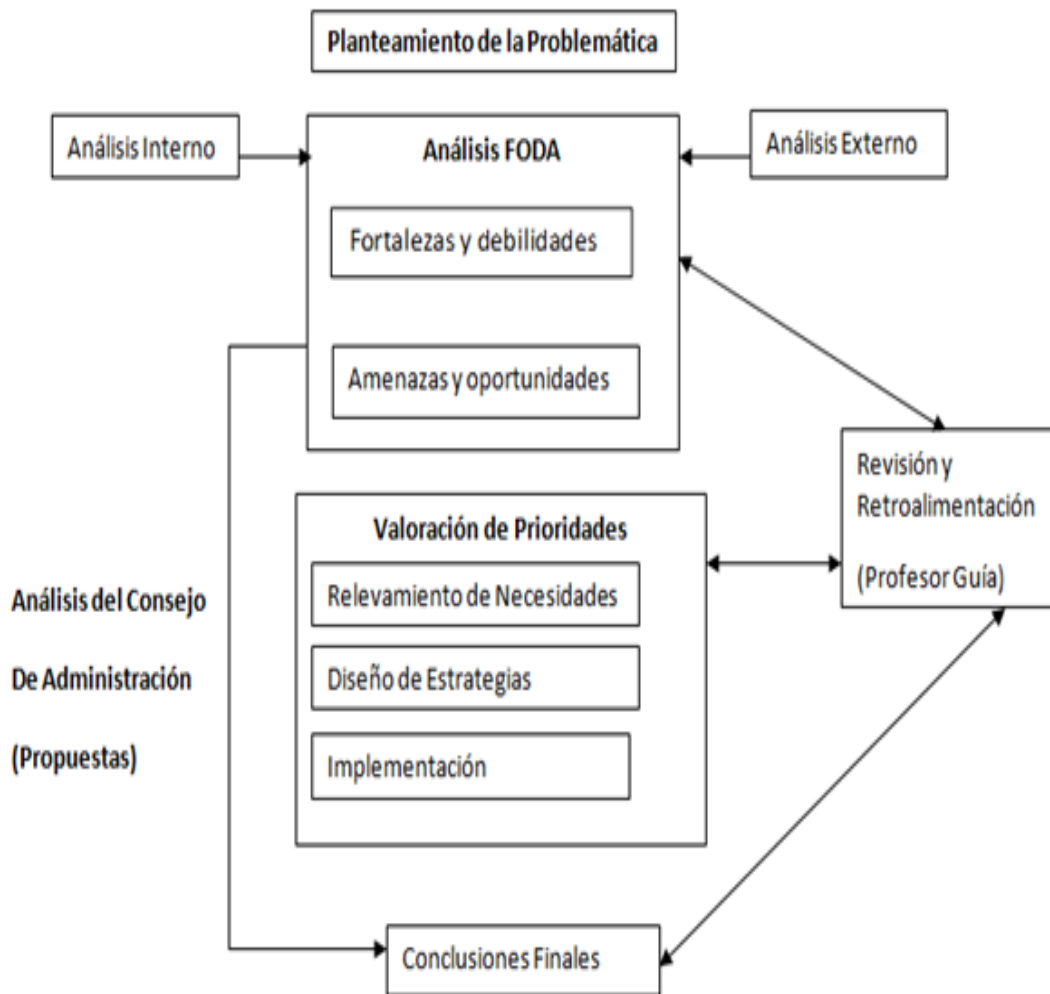 Planteamiento de la Problemática
Análisis Interno
Análisis FODA
Análisis Externo
Fortalezas y debilidades
Amenazas y oportunidades
Revisión y
Retroalimentación
(Profesor Guía)
Valoración de Prioridades
Relevamiento de Necesidades
Diseño de Estrategias
Implementación
Análisis del Consejo
De Administración
(Propuestas)
Conclusiones Finales